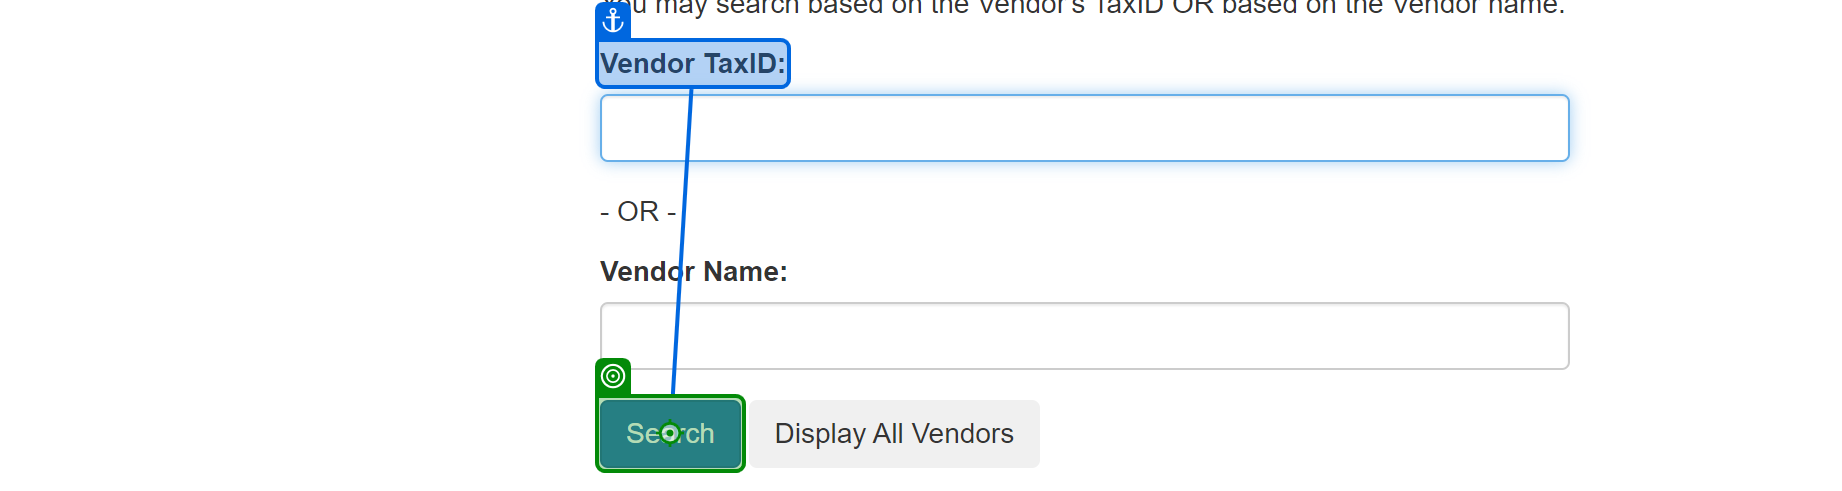 You may search based on the vendor's TaxID OR based on the vendor name.
Vendor TaxID:
- OR -
Vendor Name:
Search
Display All Vendors